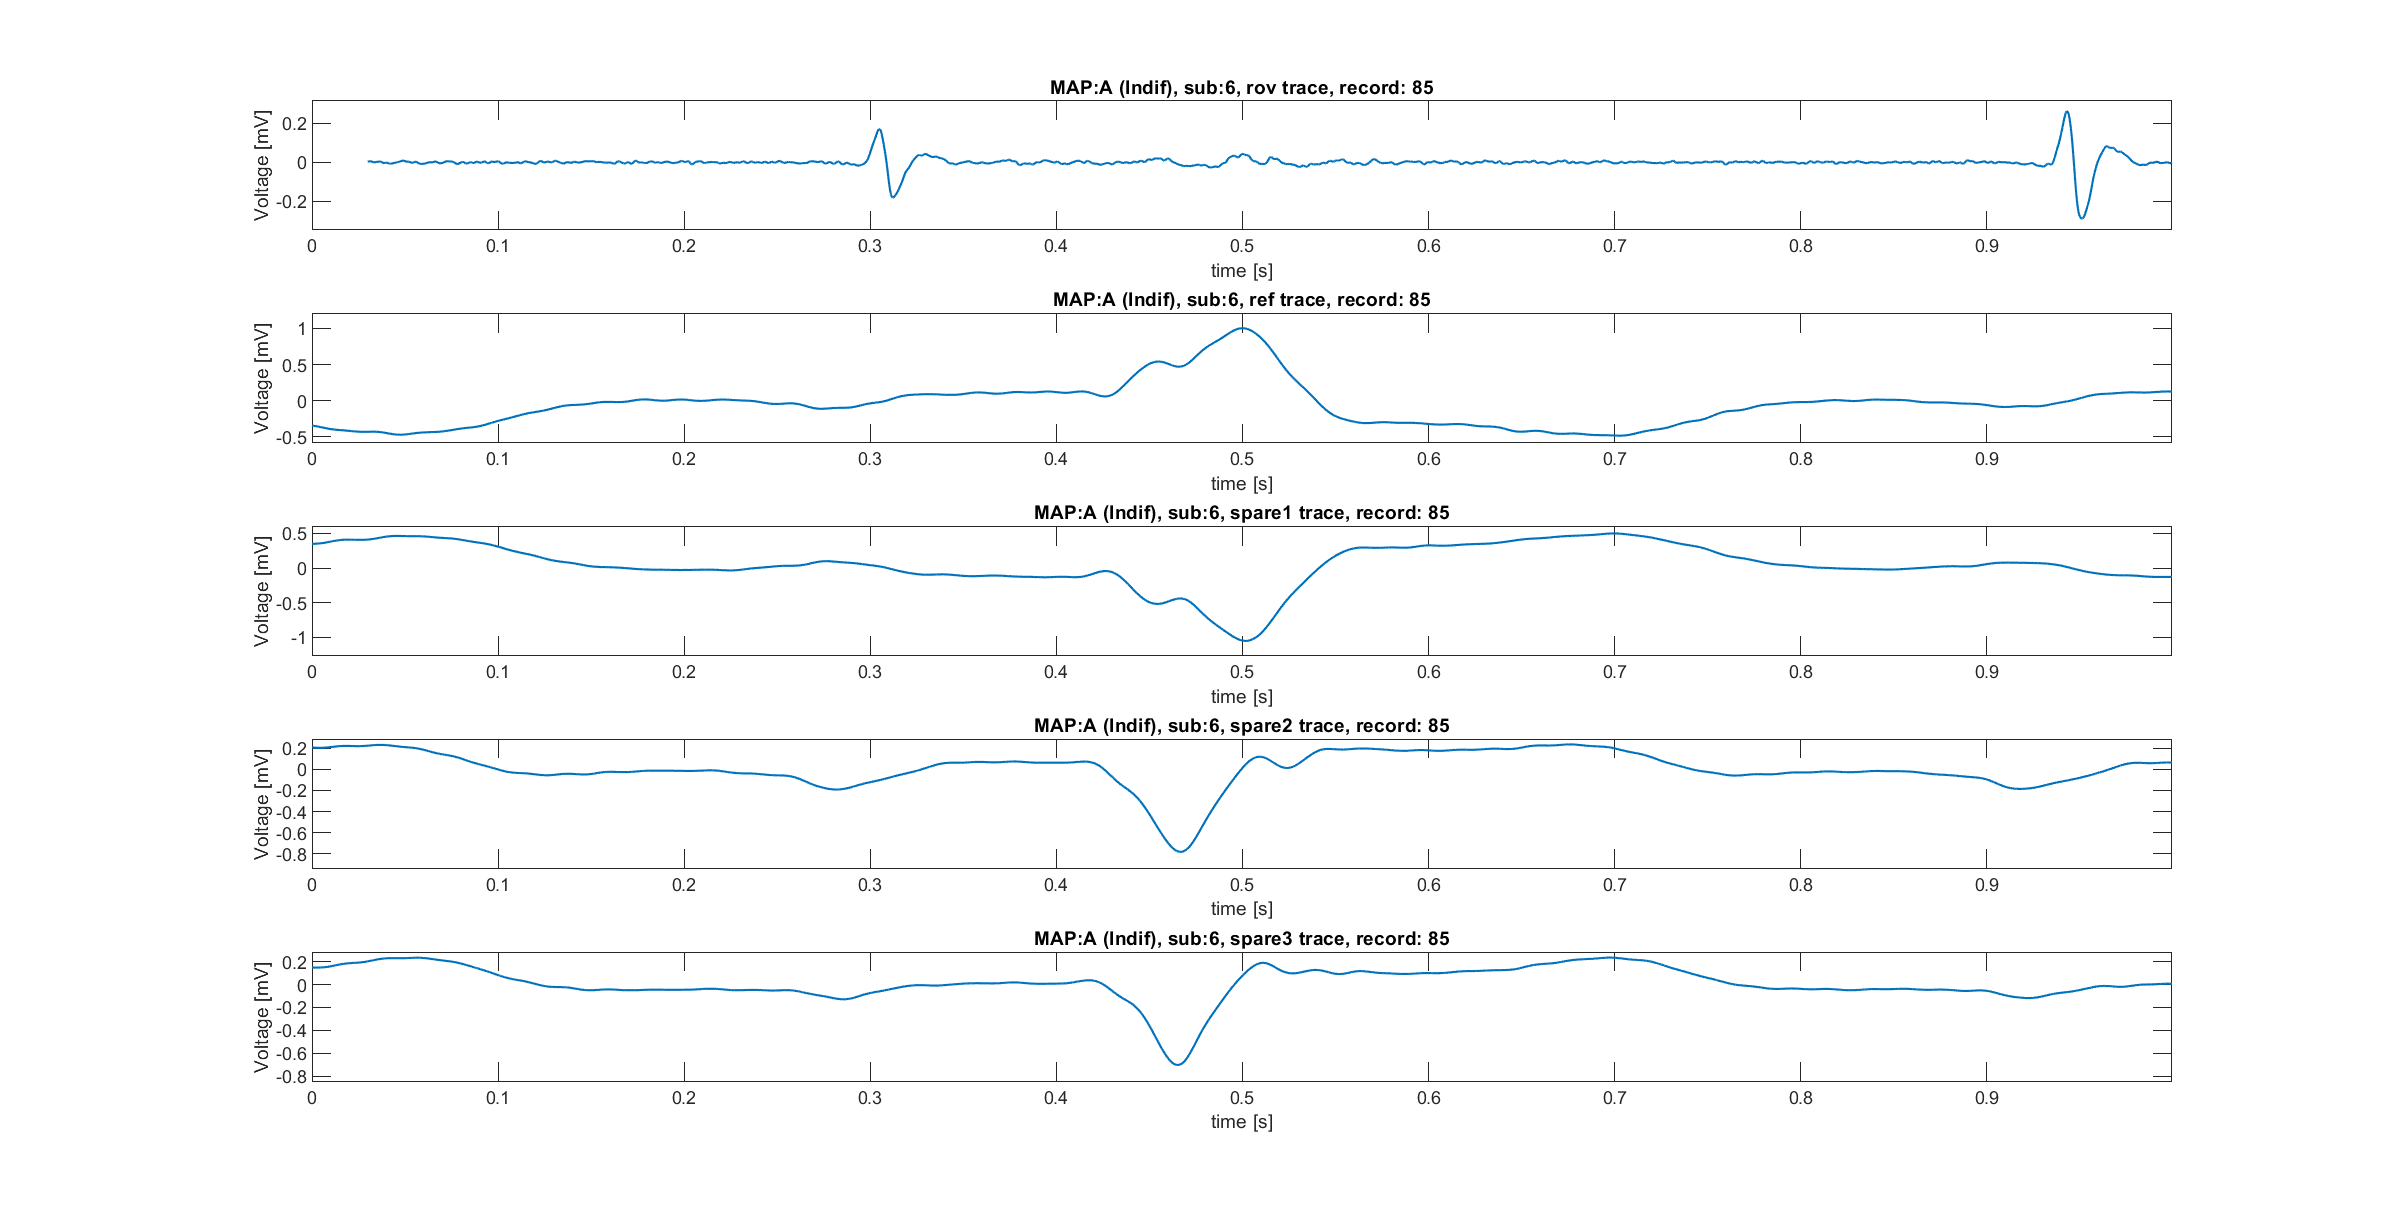 MAP:A (Indif), sub:6, rov trace, record: 85
Voltage [mV]
0.2
0
-0.2
0 0.1 0.2 0.3 0.4 0.5 0.6 0.7 0.8 0.9
time [s]
MAP:A (Indif), sub:6, ref trace, record: 85
Voltage [mV]
1
0.5
0
-0.5
0 0.1 0.2 0.3 0.4 0.5 0.6 0.7 0.8 0.9
time [s]
MAP:A (Indif), sub:6, spare1 trace, record: 85
Voltage [mV]
0.5
0
-0.5
-1
0 0.1 0.2 0.3 0.4 0.5 0.6 0.7 0.8 0.9
time [s]
MAP:A (Indif), sub:6, spare2 trace, record: 85
Voltage [mV]
0.2
0
-0.2
-0.4
-0.6
-0.8
0 0.1 0.2 0.3 0.4 0.5 0.6 0.7 0.8 0.9
time [s]
MAP:A (Indif), sub:6, spare3 trace, record: 85
Voltage [mV]
0.2
0
-0.2
-0.4
-0.6
-0.8
0 0.1 0.2 0.3 0.4 0.5 0.6 0.7 0.8 0.9
time [s]